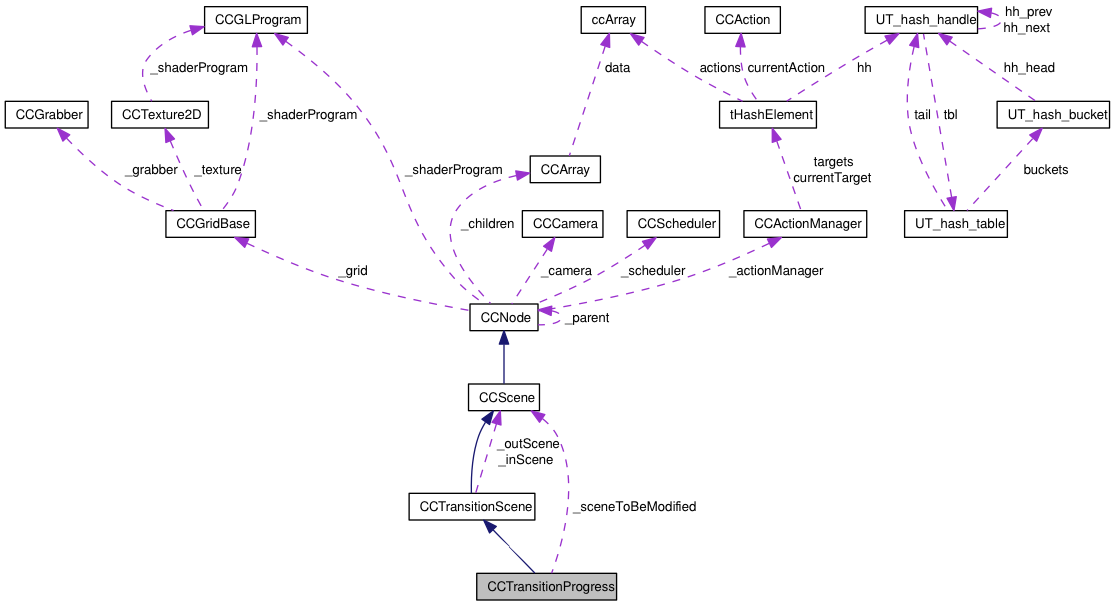 CCGLProgram
ccArray
CCAction
UT_hash_handle
hh_prev
hh_next
_shaderProgram
data
actions
currentAction
hh
hh_head
CCGrabber
CCTexture2D
_shaderProgram
tHashElement
tail
tbl
UT_hash_bucket
_grabber
_texture
_shaderProgram
CCArray
targets
currentTarget
buckets
CCGridBase
_children
CCCamera
CCScheduler
CCActionManager
UT_hash_table
_grid
_camera
_scheduler
_actionManager
CCNode
_parent
CCScene
_outScene
_inScene
CCTransitionScene
_sceneToBeModified
CCTransitionProgress